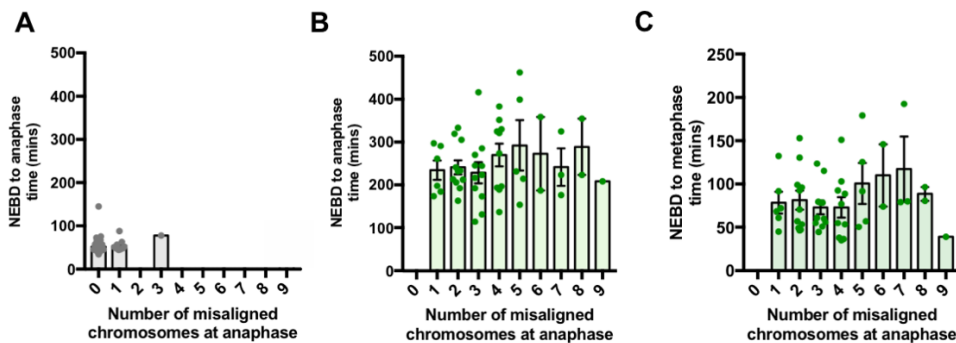 A
NEBD to anaphase
time (mins)
500
400
300
200
100
0
0 1 2 3 4 5 6 7 8 9
Number of misaligned
chromosomes at anaphase
B
NEBD to anaphase
time (mins)
500
400
300
200
100
0
0 1 2 3 4 5 6 7 8 9
Number of misaligned
chromosomes at anaphase
C
NEBD to metaphase
time (mins)
250
200
150
100
50
0
0 1 2 3 4 5 6 7 8 9
Number of misaligned
chromosomes at anaphase